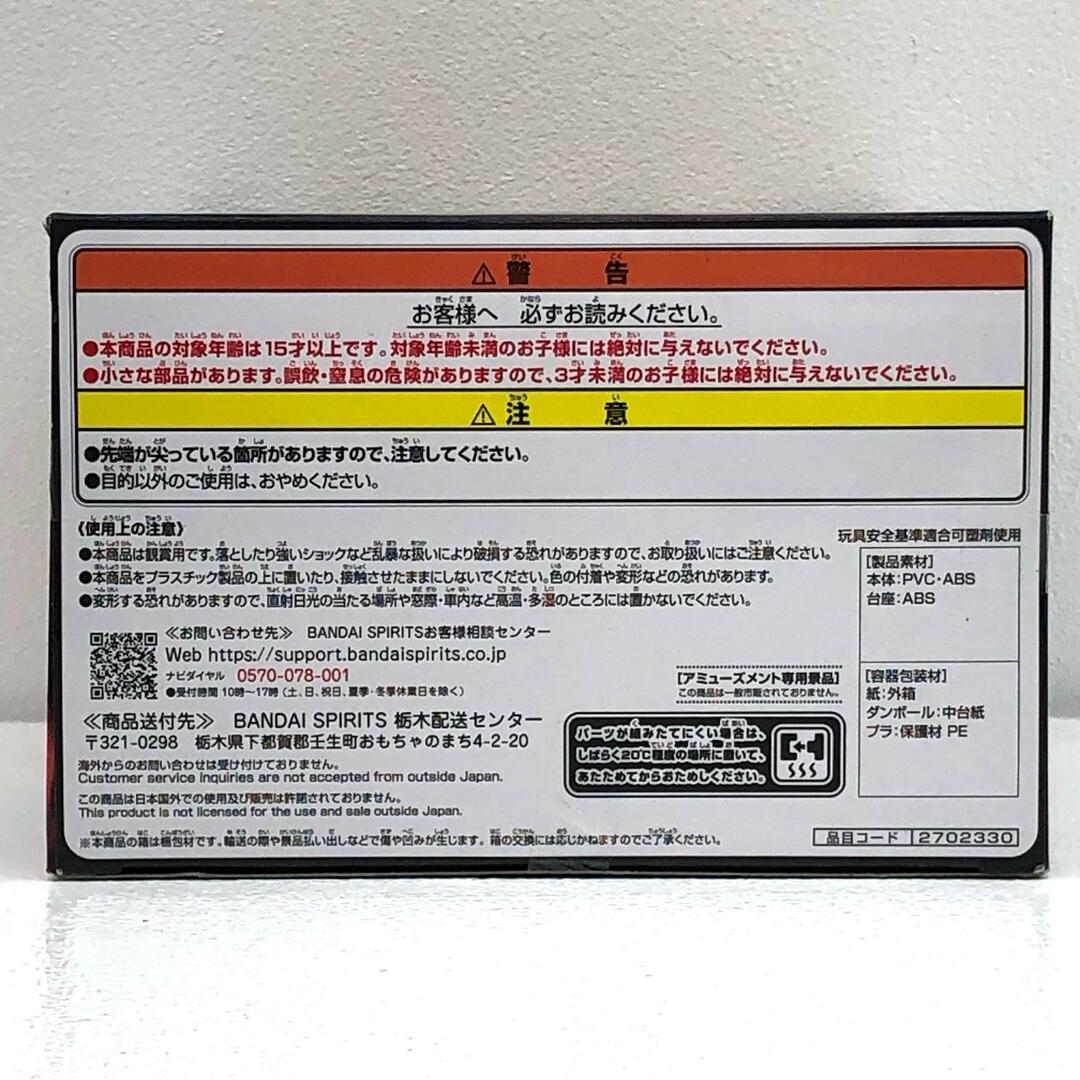 ⚠ 警告
お客様へ 必ずお読みください。
●本商品の対象年齢は15才以上です。対象年齢未満のお子様には絶対に与えないでください。
●小さな部品があります。誤飲・窒息の危険がありますので、3才未満のお子様には絶対に与えないでください。
⚠ 注意
●先端が尖っている箇所がありますので、注意してください。
●目的以外のご使用は、おやめください。
《使用上の注意》
●本商品は観賞用です。落としたり強いショックなど乱暴な扱いにより破損する恐れがありますので、お取り扱いにはご注意ください。
●本商品をプラスチック製品の上に置いたり、接触させたままにしないでください。色の付着や変形などの恐れがあります。
●変形する恐れがありますので、直射日光の当たる場所や窓際・車内など高温・多湿のところには置かないでください。
玩具安全基準適合可塑剤使用
[製品素材]
本体:PVC・ABS
台座:ABS
[容器包装材]
紙:外箱
ダンボール:中台紙
プラ:保護材 PE
≪お問い合わせ先≫ BANDAI SPIRITSお客様相談センター
Web https://support.bandaispirits.co.jp
ナビダイヤル 0570-078-001
●受付時間 10時〜17時(土、日、祝日、夏季・冬季休業日を除く)
[アミューズメント専用景品]
この商品は一般市販されておりません。
≪商品送付先≫ BANDAI SPIRITS 栃木配送センター
〒321-0298 栃木県下都賀郡壬生町おもちゃのまち4-2-20
パーツが組みたてにくい場合は、
しばらく20℃程度の場所に置いて、
あたためてからおためしください。
海外からのお問い合わせは受け付けておりません。
Customer service inquiries are not accepted from outside Japan.
この商品は日本国外での使用及び販売は許諾されておりません。
This product is not licensed for the use and sale outside Japan.
※本商品の箱は梱包材です。輸送の際や景品払い出しなどで傷や凹みが生じます。箱の交換には応じかねますのでご了承ください。
品目コード 2702330